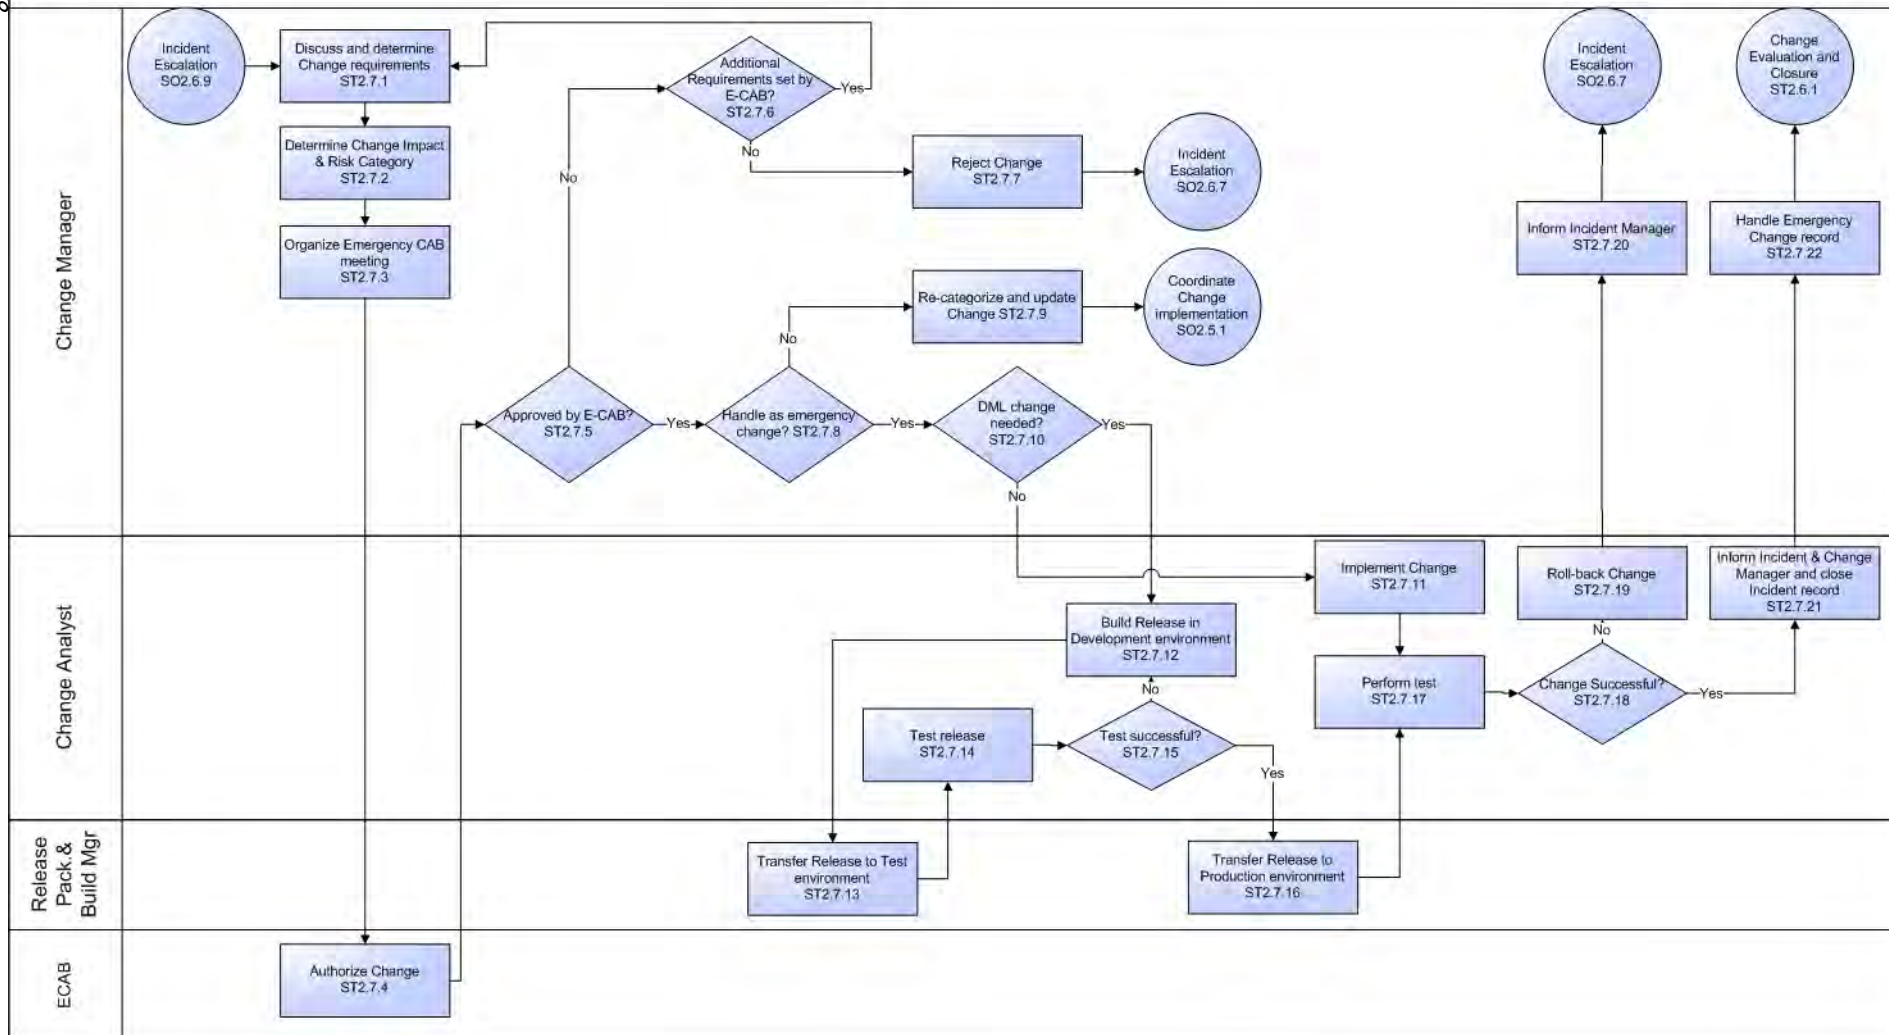 Change Manager
Incident
Escalation
SO2.6.9
Discuss and determine
Change requirements
ST2.7.1
Determine Change Impact
& Risk Category
ST2.7.2
Organize Emergency CAB
meeting
ST2.7.3
Additional
Requirements set by
E-CAB?
ST2.7.6
Yes
No
No
Reject Change
ST2.7.7
Incident
Escalation
SO2.6.7
Re-categorize and update
Change ST2.7.9
Coordinate
Change
implementation
SO2.5.1
No
Approved by E-CAB?
ST2.7.5
Yes
Handle as emergency
change? ST2.7.8
Yes
DML change
needed?
ST2.7.10
Yes
No
Incident
Escalation
SO2.6.7
Change
Evaluation and
Closure
ST2.6.1
Inform Incident Manager
ST2.7.20
Handle Emergency
Change record
ST2.7.22
Change Analyst
Implement Change
ST2.7.11
Roll-back Change
ST2.7.19
Inform Incident & Change
Manager and close
Incident record
ST2.7.21
Build Release in
Development environment
ST2.7.12
No
No
Perform test
ST2.7.17
Change Successful?
ST2.7.18
Yes
Test release
ST2.7.14
Test successful?
ST2.7.15
Yes
Release
Pack.&
Build Mgr
Transfer Release to Test
environment
ST2.7.13
Transfer Release to
Production environment
ST2.7.16
ECAB
Authorize Change
ST2.7.4